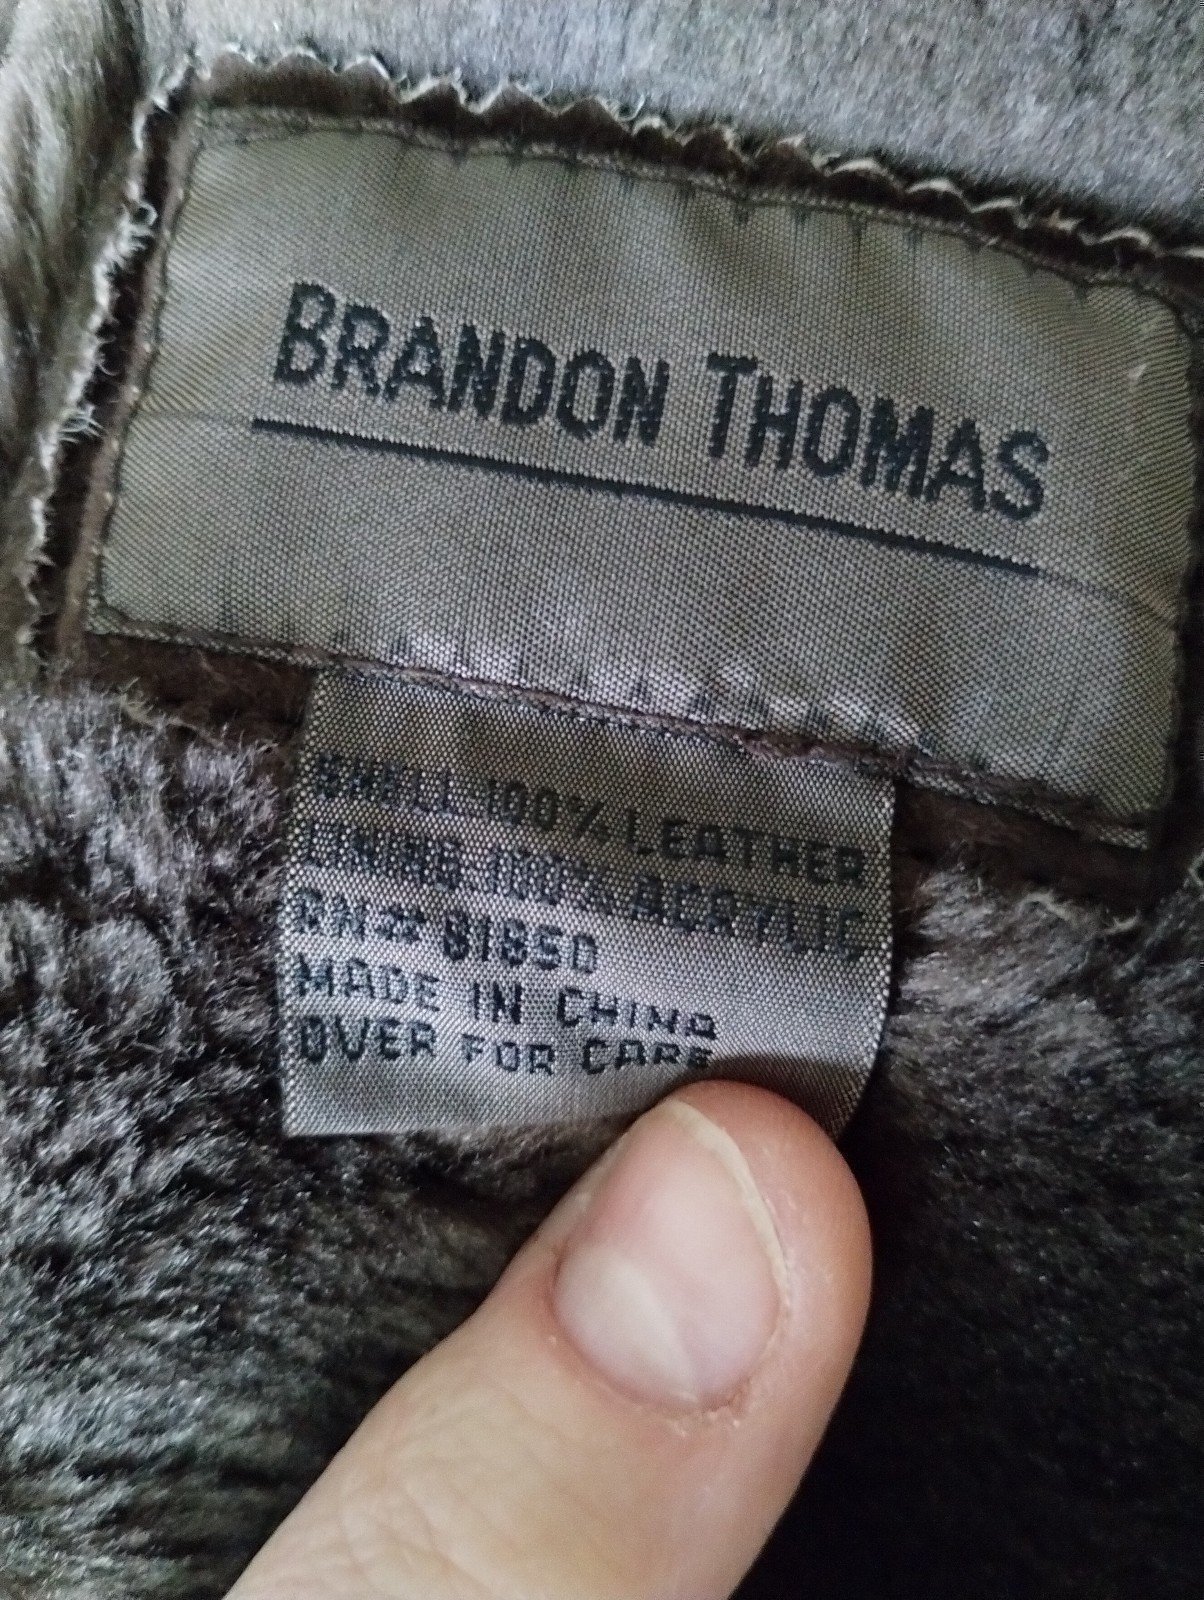 BRANDON THOMAS
SHELL 100% LEATHER
LINING 100% ACRYLIC
RN# 81850
MADE IN CHINA
OVER FOR CARE